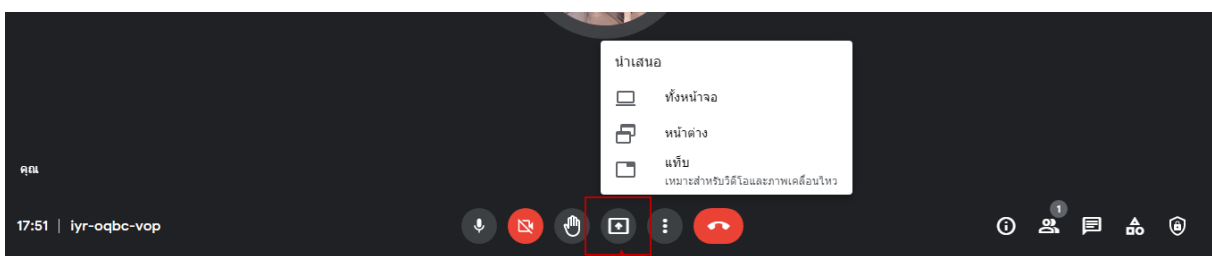 นำเสนอ
ทั้งหน้าจอ
หน้าต่าง
แท็บ
เหมาะสำหรับวิดีโอและภาพเคลื่อนไหว
คุณ
17:51 | iyr-oqbc-vop
1